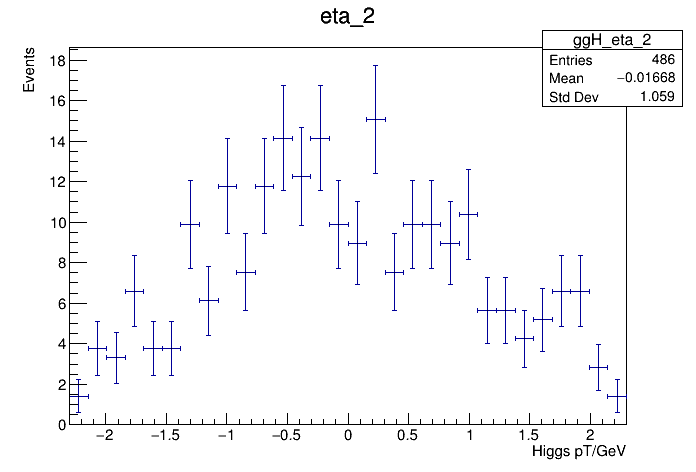 eta_2
ggH_eta_2
Entries 486
Mean −0.01668
Std Dev 1.059
Events
18
16
14
12
10
8
6
4
2
0
−2 −1.5 −1 −0.5 0 0.5 1 1.5 2
Higgs pT/GeV